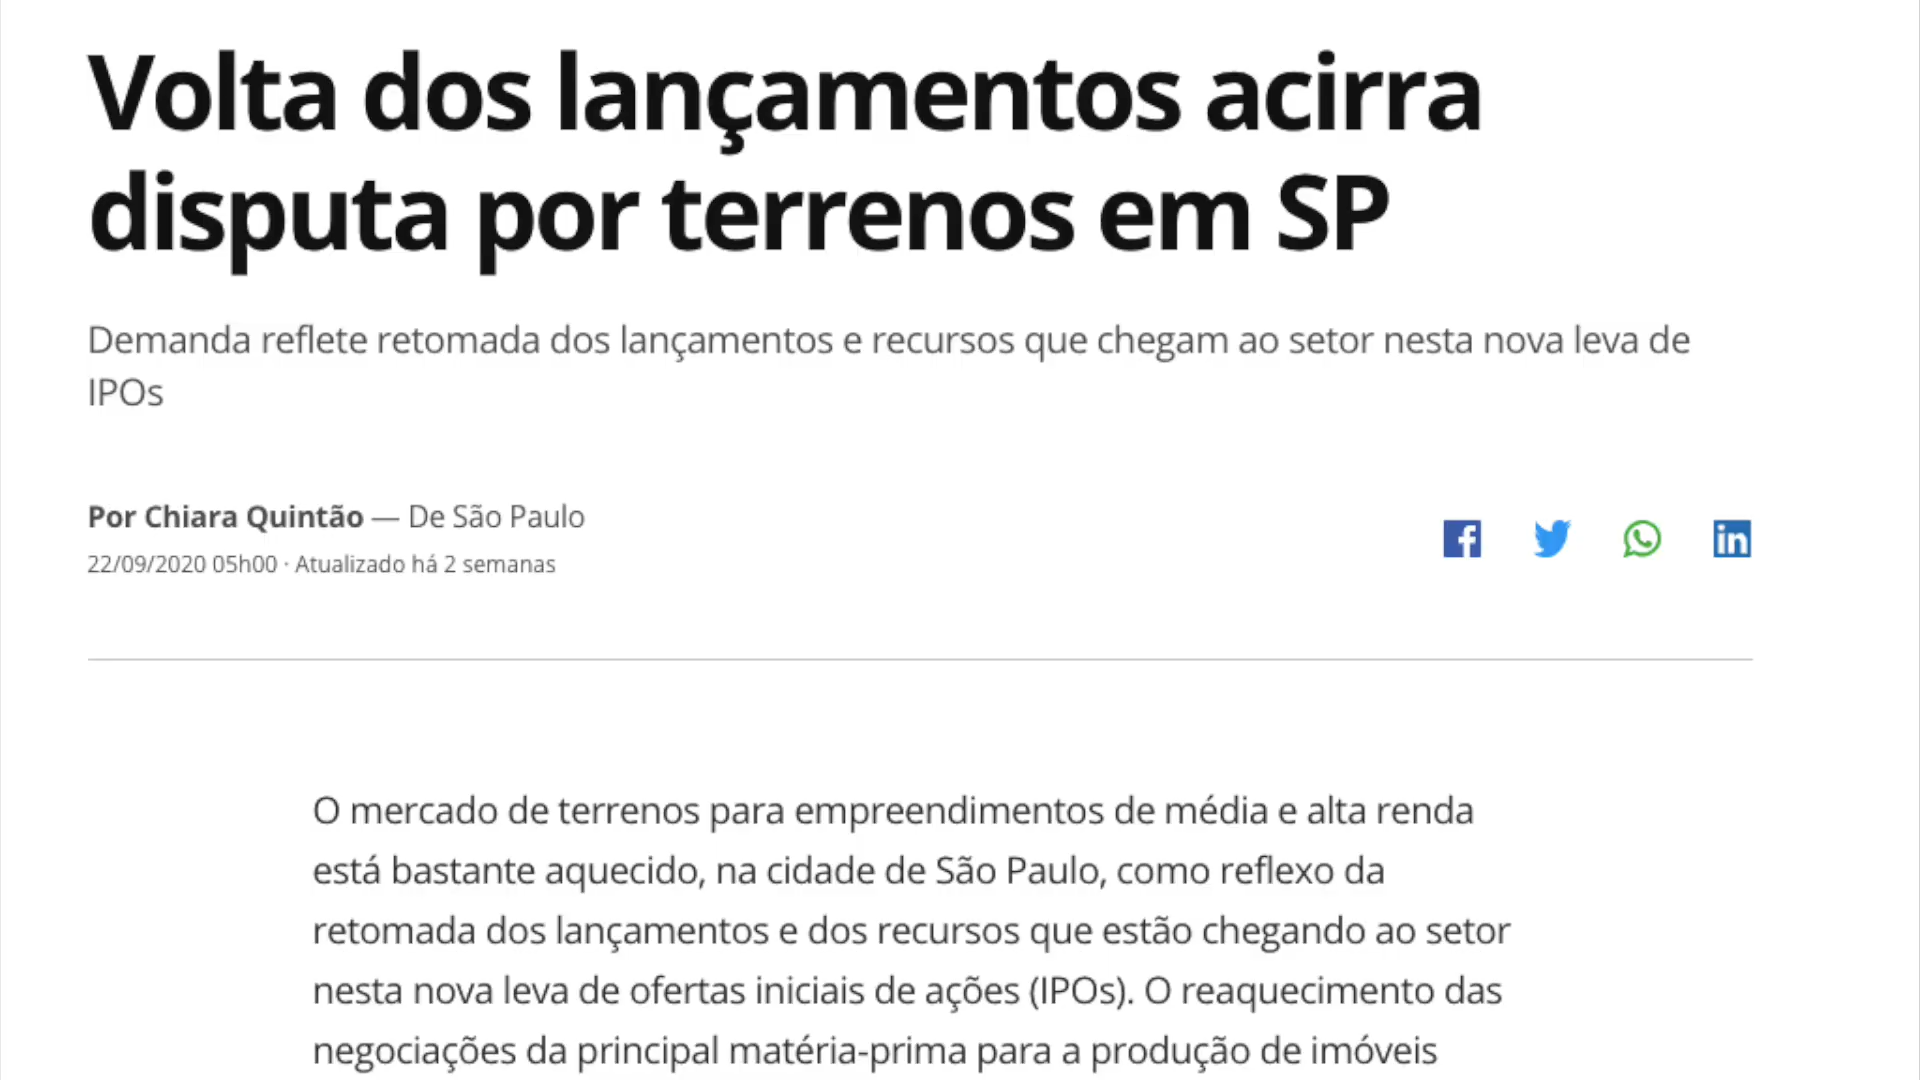 Volta dos lançamentos acirra
disputa por terrenos em SP
Demanda reflete retomada dos lançamentos e recursos que chegam ao setor nesta nova leva de
IPOs
Por Chiara Quintão — De São Paulo
22/09/2020 05h00 · Atualizado há 2 semanas
O mercado de terrenos para empreendimentos de média e alta renda
está bastante aquecido, na cidade de São Paulo, como reflexo da
retomada dos lançamentos e dos recursos que estão chegando ao setor
nesta nova leva de ofertas iniciais de ações (IPOs). O reaquecimento das
negociações da principal matéria-prima para a produção de imóveis